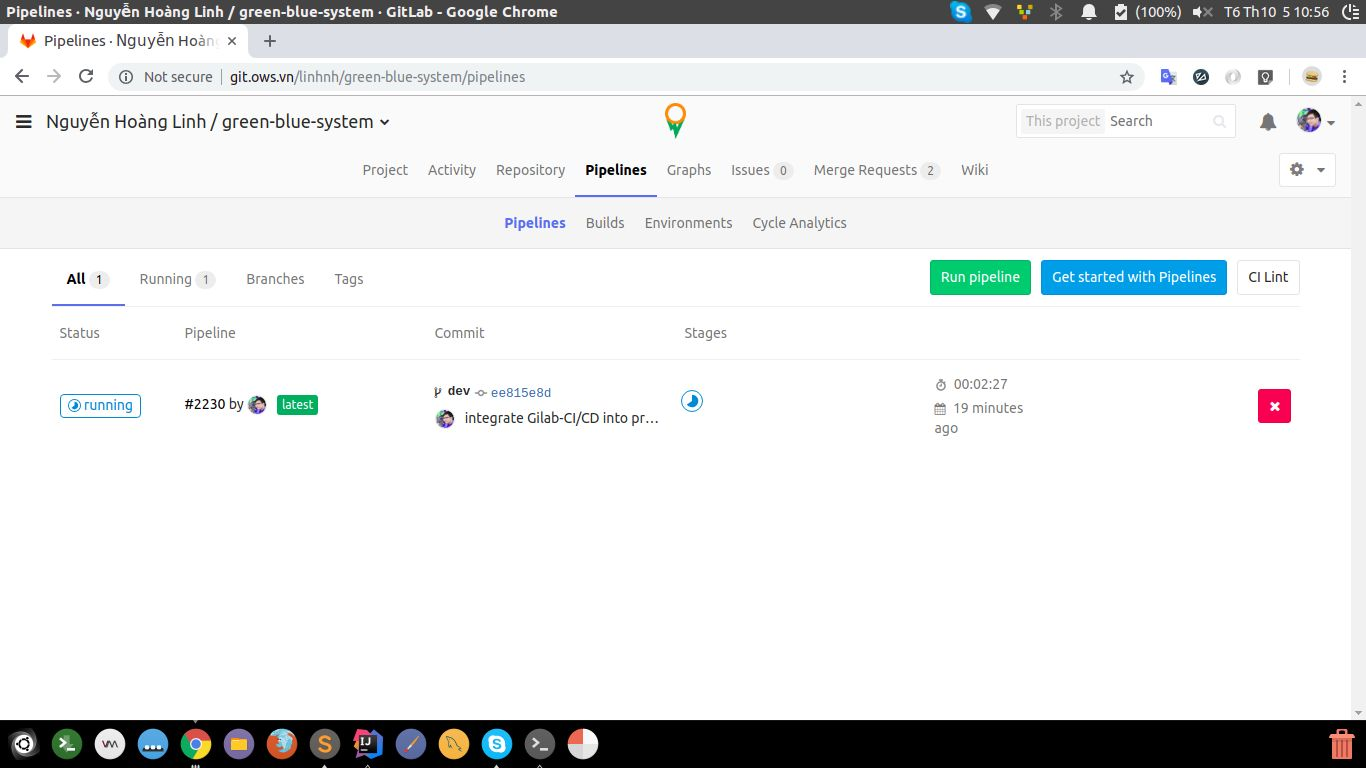 Pipelines · Nguyễn Hoàng Linh / green-blue-system · GitLab - Google Chrome (100%) T6 Th10 5 10:56
Pipelines · Nguyễn Hoàng
Not secure git.ows.vn/linhnh/green-blue-system/pipelines
Nguyễn Hoàng Linh / green-blue-system This project Search
Project Activity Repository Pipelines Graphs Issues 0 Merge Requests 2 Wiki
Pipelines Builds Environments Cycle Analytics
All 1 Running 1 Branches Tags Run pipeline Get started with Pipelines CI Lint
Status Pipeline Commit Stages
running #2230 by latest dev ee815e8d 00:02:27
integrate Gilab-CI/CD into pr… 19 minutes
ago